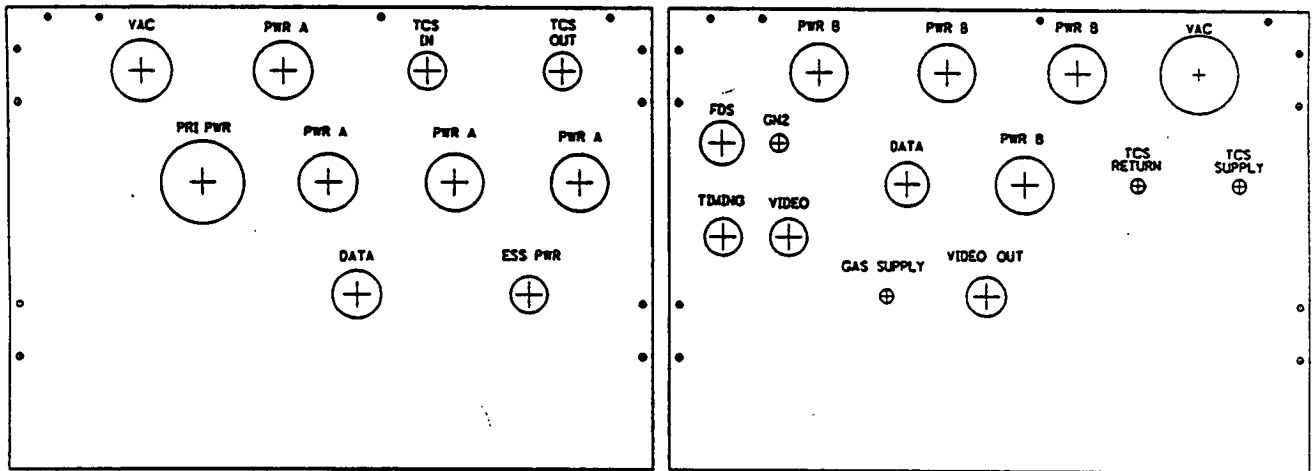 VAC
PWR A
TCS
IN
TCS
OUT
PRI PWR
PWR A
PWR A
PWR A
DATA
ESS PWR
PWR B
PWR B
PWR B
VAC
FDS
GN2
DATA
PWR B
TCS
RETURN
TCS
SUPPLY
TIMING
VIDEO
GAS SUPPLY
VIDEO OUT